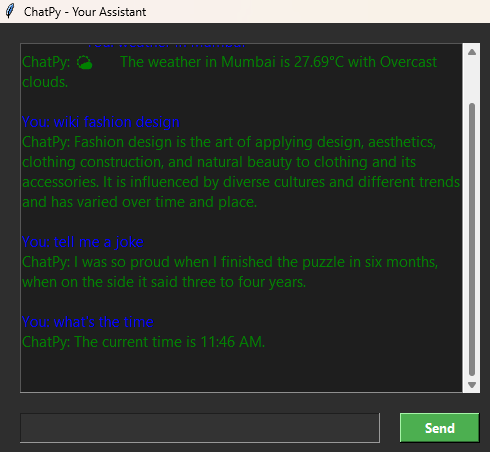 ChatPy - Your Assistant
ChatPy: 🌤 The weather in Mumbai is 27.69°C with Overcast
clouds.
You: wiki fashion design
ChatPy: Fashion design is the art of applying design, aesthetics,
clothing construction, and natural beauty to clothing and its
accessories. It is influenced by diverse cultures and different trends
and has varied over time and place.
You: tell me a joke
ChatPy: I was so proud when I finished the puzzle in six months,
when on the side it said three to four years.
You: what's the time
ChatPy: The current time is 11:46 AM.
Send